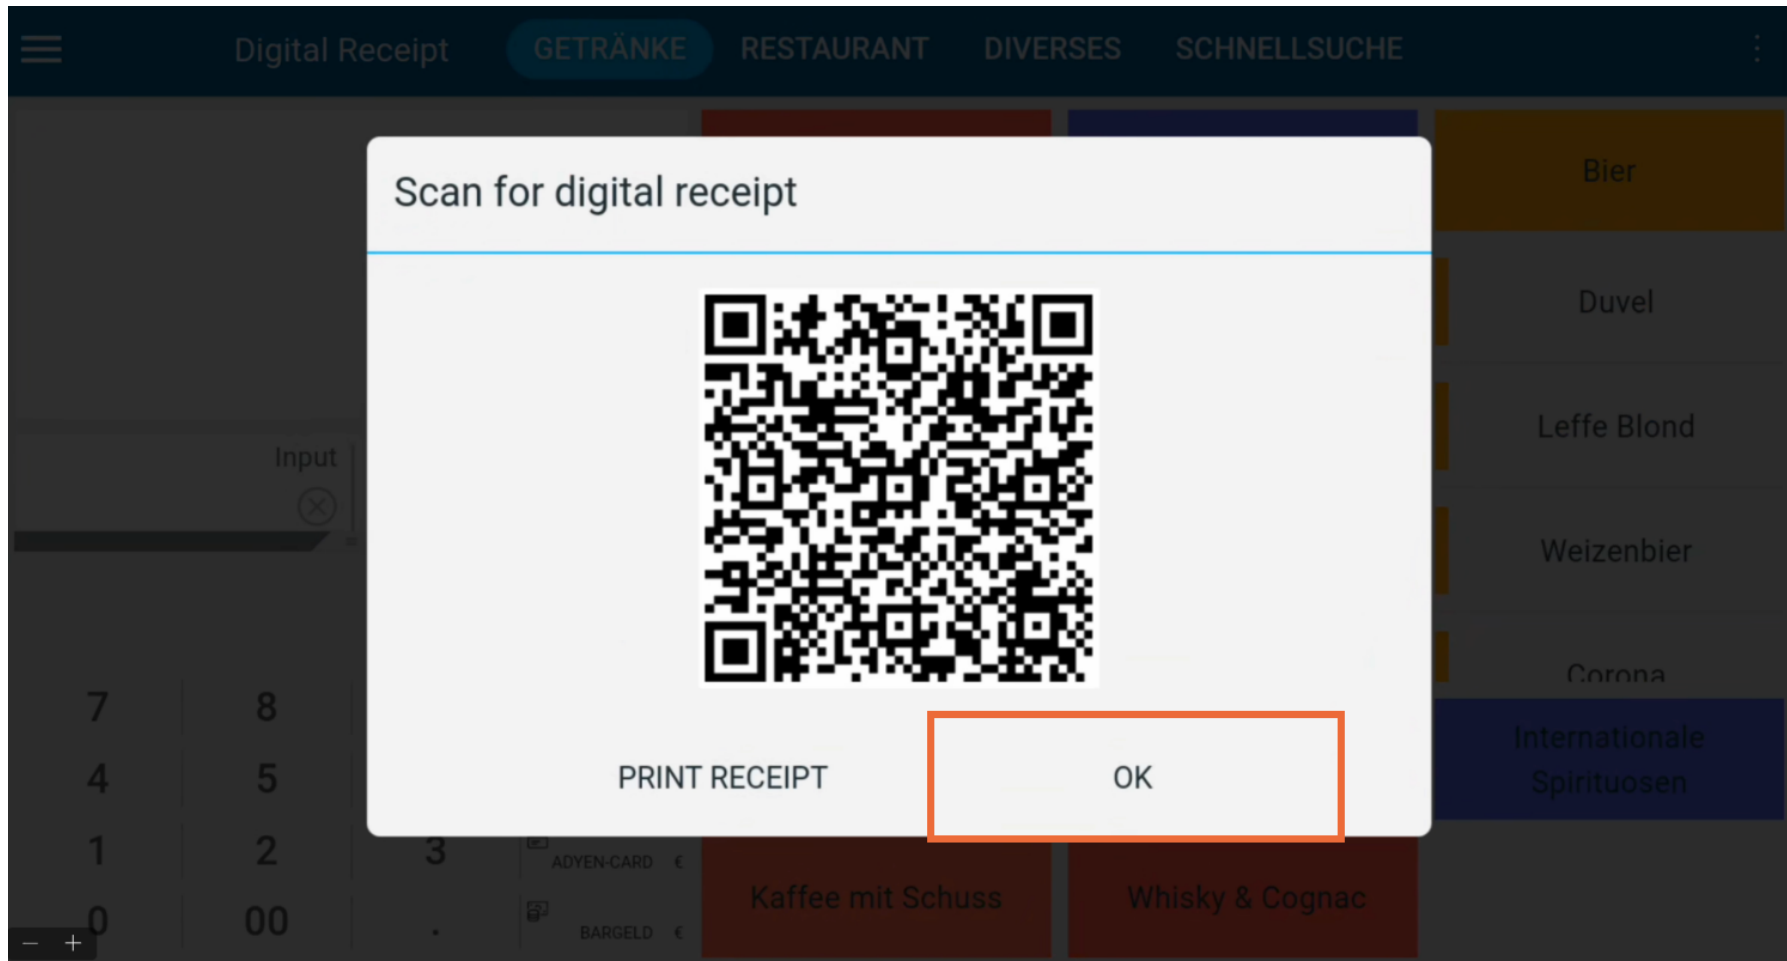 Digital Receipt GETRÄNKE RESTAURANT DIVERSES SCHNELLSUCHE
Scan for digital receipt
Bier
Duvel
Leffe Blond
Input
Weizenbier
Corona
Internationale
Spirituosen
PRINT RECEIPT OK
7 8
4 5
1 2 3
0 00 .
ADYEN-CARD €
BARGELD €
Kaffee mit Schuss
Whisky & Cognac